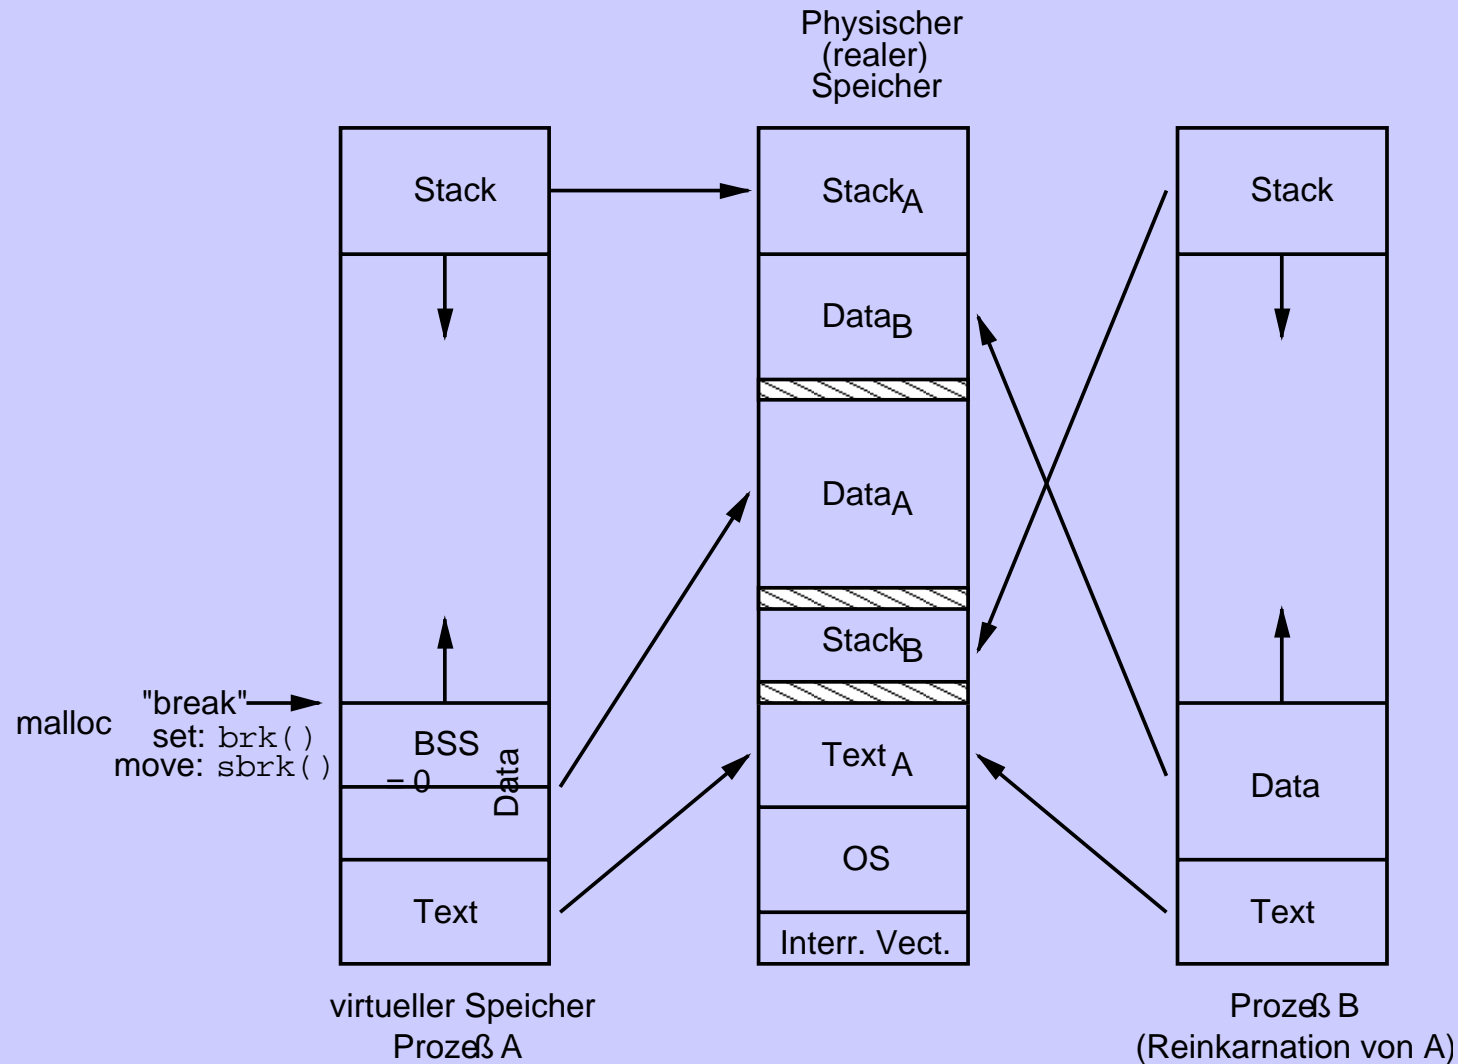 Physischer
(realer)
Speicher
Stack
StackA
Stack
DataB
DataA
StackB
"break"
malloc
set: brk()
move: sbrk()
BSS
= 0
Data
TextA
Data
OS
Text
Text
Interr. Vect.
virtueller Speicher
Prozeß A
Prozeß B
(Reinkarnation von A)